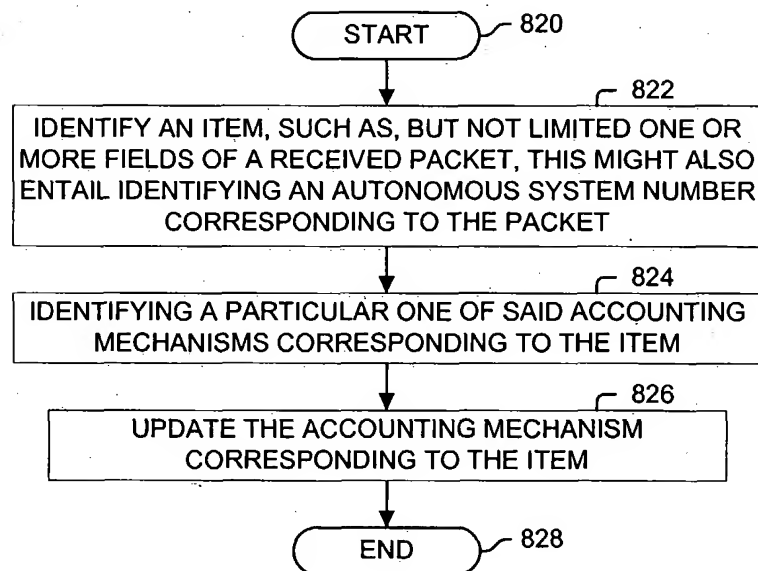 START
820
822
IDENTIFY AN ITEM, SUCH AS, BUT NOT LIMITED ONE OR
MORE FIELDS OF A RECEIVED PACKET, THIS MIGHT ALSO
ENTAIL IDENTIFYING AN AUTONOMOUS SYSTEM NUMBER
CORRESPONDING TO THE PACKET
824
IDENTIFYING A PARTICULAR ONE OF SAID ACCOUNTING
MECHANISMS CORRESPONDING TO THE ITEM
826
UPDATE THE ACCOUNTING MECHANISM
CORRESPONDING TO THE ITEM
END
828